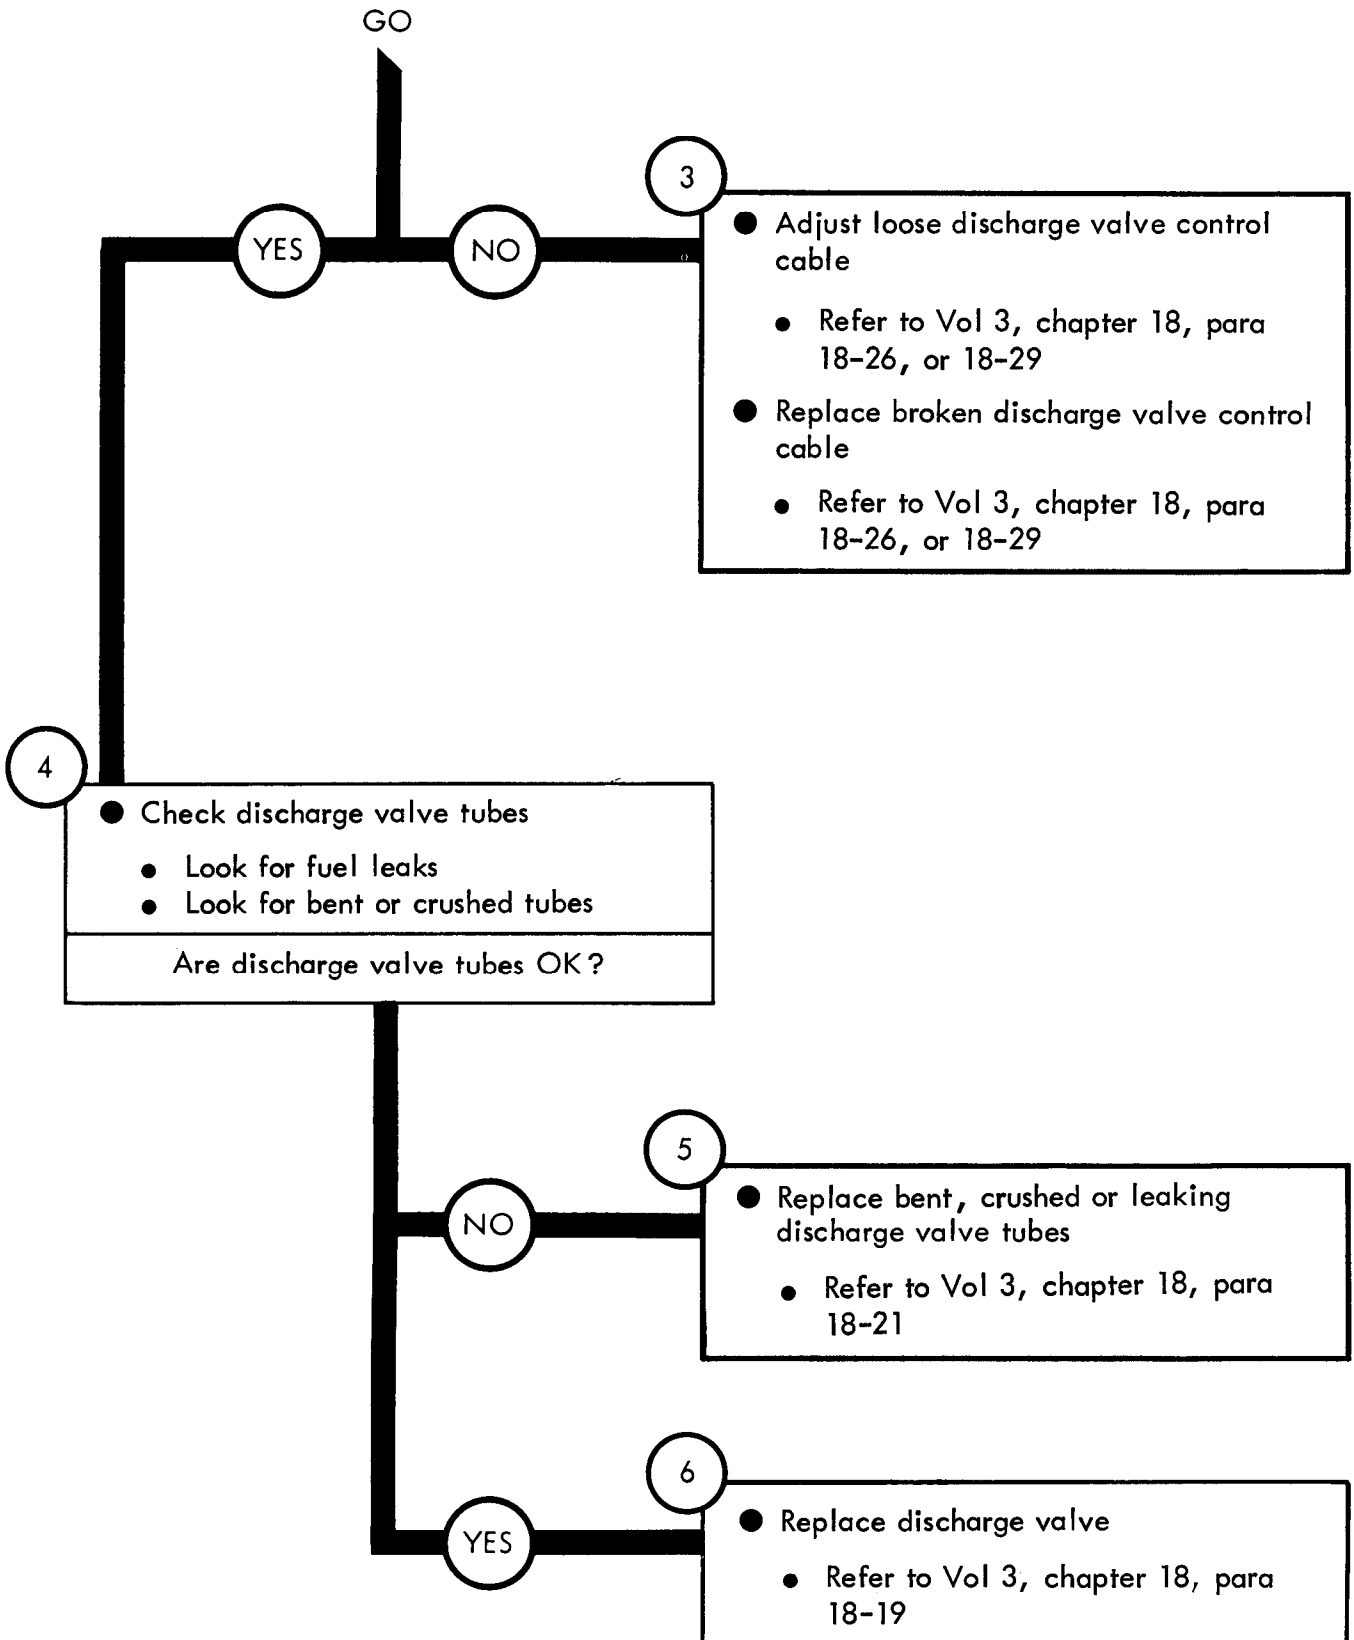 GO
YES
NO
3
● Adjust loose discharge valve control
cable
● Refer to Vol 3, chapter 18, para
18-26, or 18-29
● Replace broken discharge valve control
cable
● Refer to Vol 3, chapter 18, para
18-26, or 18-29
4
● Check discharge valve tubes
● Look for fuel leaks
● Look for bent or crushed tubes
Are discharge valve tubes OK?
NO
5
● Replace bent, crushed or leaking
discharge valve tubes
● Refer to Vol 3, chapter 18, para
18-21
YES
6
● Replace discharge valve
● Refer to Vol 3, chapter 18, para
18-19